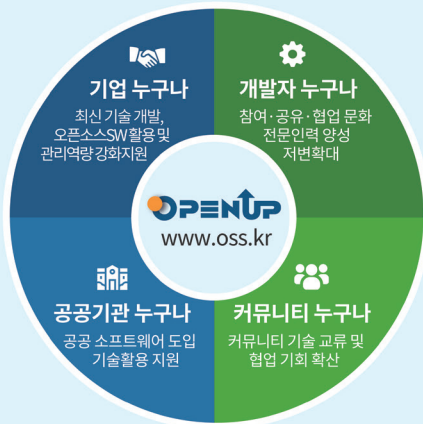 기업 누구나
최신 기술 개발,
오픈소스SW 활용 및
관리역량 강화지원
개발자 누구나
참여·공유·협업 문화
전문인력 양성
저변확대
OPENUP
www.oss.kr
공공기관 누구나
공공 소프트웨어 도입
기술활용 지원
커뮤니티 누구나
커뮤니티 기술 교류 및
협업 기회 확산